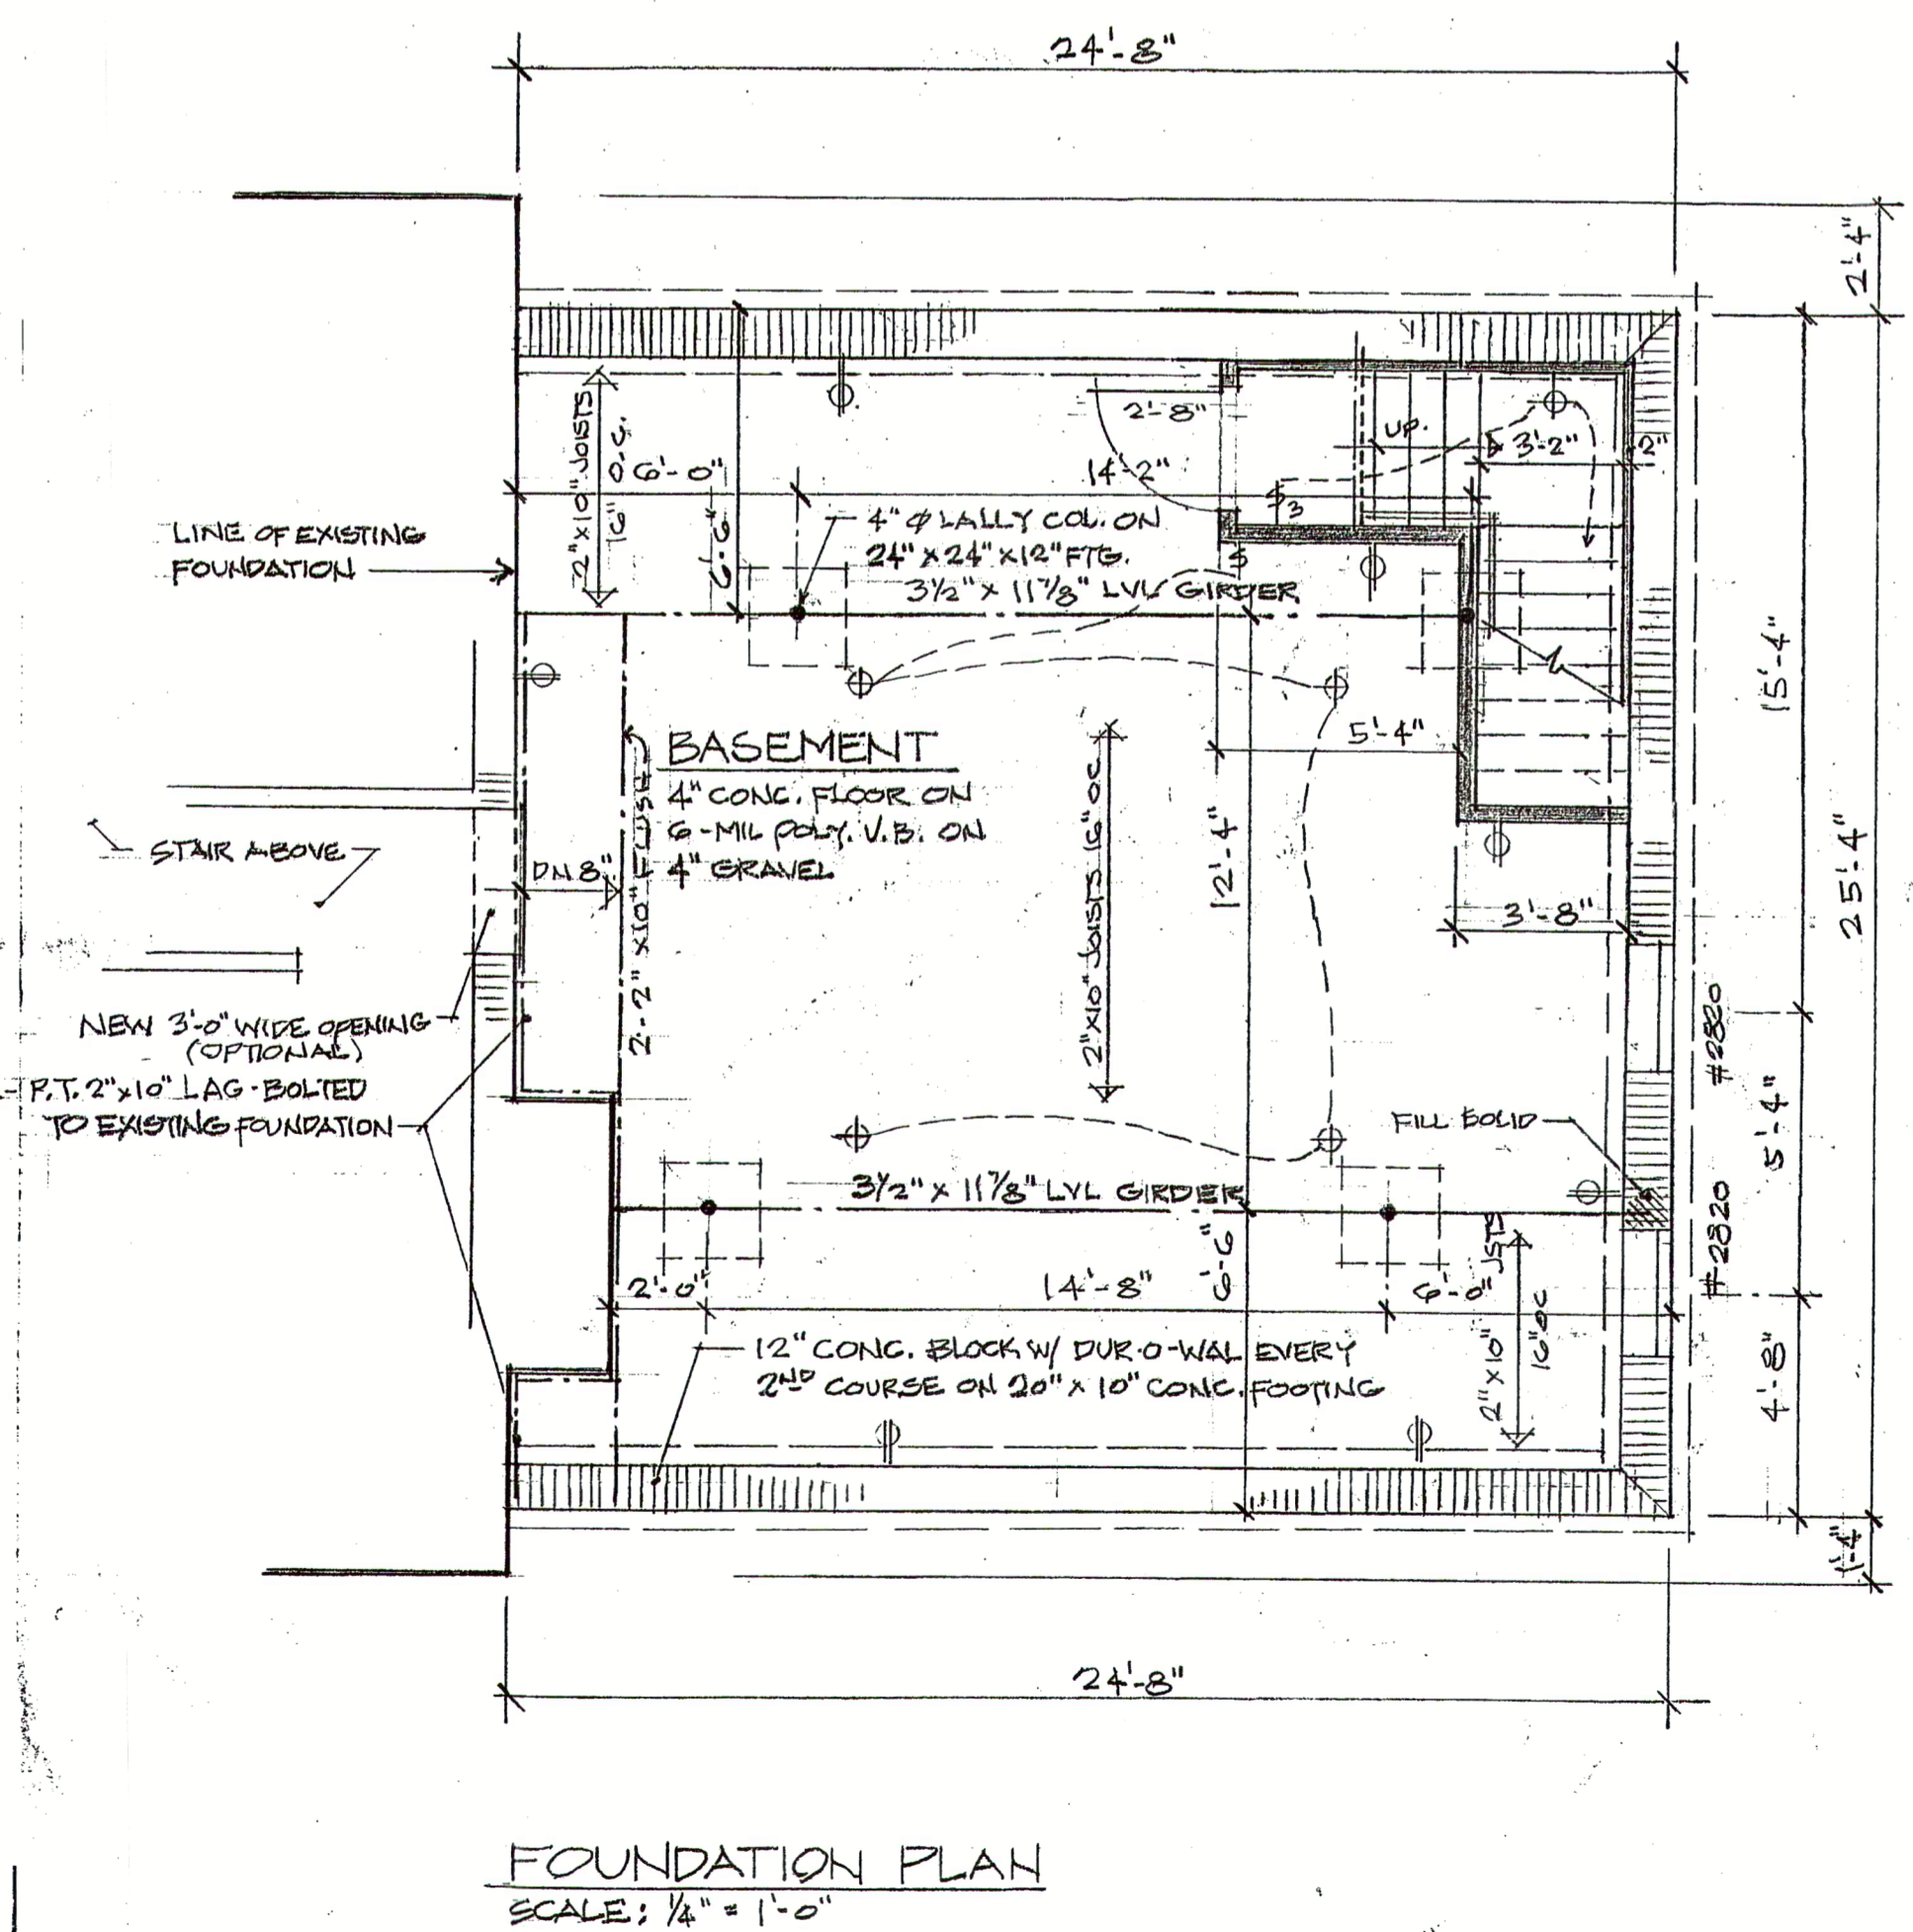 24'-8"
2'-4"
2'-8"
UP.
3'-2"
2"
2"x10" JOISTS
16" O.C.
6'-0"
14'-2"
6'-6"
LINE OF EXISTING
FOUNDATION
4" Ø LALLY COL. ON
24" x 24" x 12" FTG.
3½" x 11⅞" LVL GIRDER
$3
$
15'-4"
5'-4"
BASEMENT
4" CONC. FLOOR ON
6-MIL POLY. V.B. ON
4" GRAVEL
2-2"x10" FLUSH
2"x10" JOISTS 16" OC
12'-4"
25'-4"
STAIR ABOVE
DN 8"
3'-8"
#2820
NEW 3'-0" WIDE OPENING
(OPTIONAL)
P.T. 2"x10" LAG-BOLTED
TO EXISTING FOUNDATION
FILL SOLID
5'-4"
3½" x 11⅞" LVL GIRDER
#2820
2'-0"
14'-8"
6'-6"
6'-0"
2"x10" JSTS
16" OC
4'-8"
12" CONC. BLOCK W/ DUR-O-WAL EVERY
2ND COURSE ON 20" x 10" CONC. FOOTING
1'-4"
24'-8"
FOUNDATION PLAN
SCALE: ¼" = 1'-0"